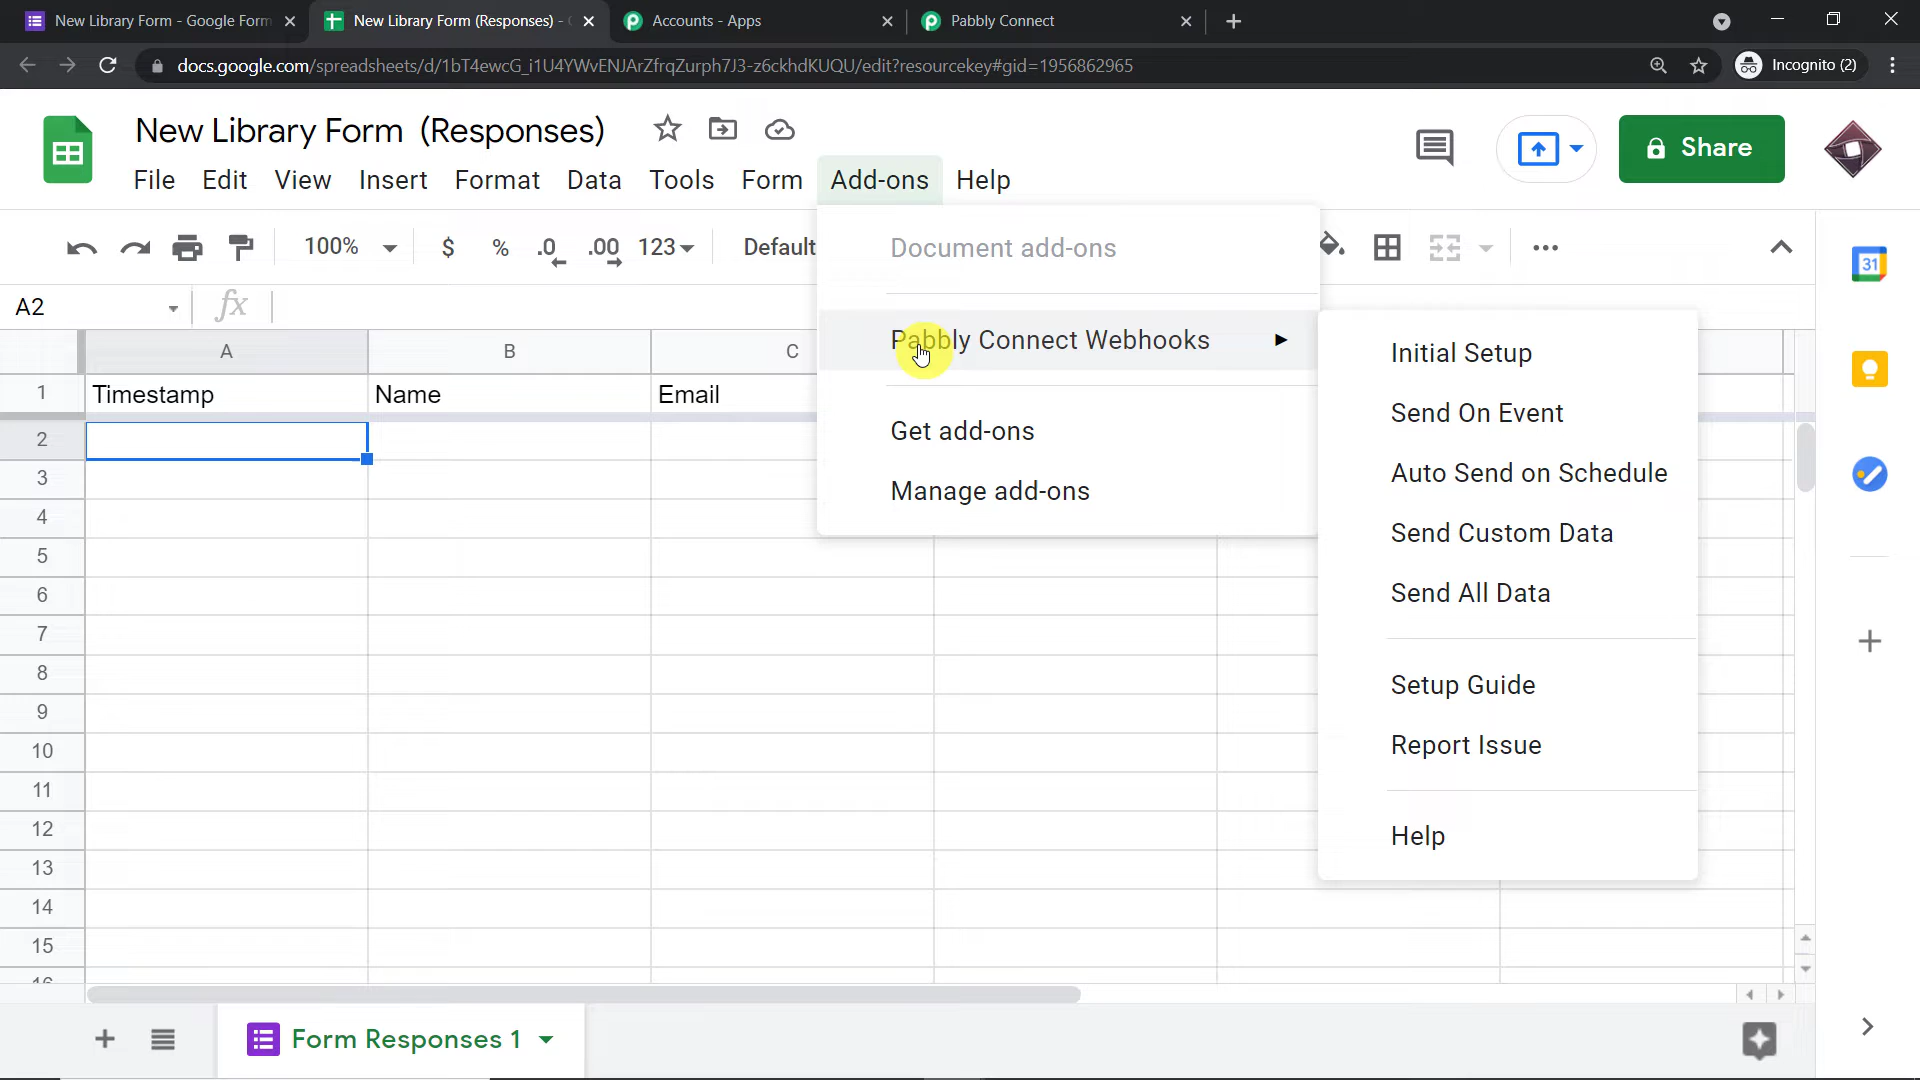 New Library Form - Google Form
New Library Form (Responses) -
Accounts - Apps
Pabbly Connect
docs.google.com/spreadsheets/d/1bT4ewcG_i1U4YWvENJArZfrqZurph7J3-z6ckhdKUQU/edit?resourcekey#gid=1956862965
Incognito (2)
New Library Form (Responses)
Share
File Edit View Insert Format Data Tools Form Add-ons Help
100% $ % .0 .00 123 Default
31
A2
fx
Document add-ons
Pabbly Connect Webhooks
Get add-ons
Manage add-ons
Initial Setup
Send On Event
Auto Send on Schedule
Send Custom Data
Send All Data
Setup Guide
Report Issue
Help
A B C
1 Timestamp Name Email
2
3
4
5
6
7
8
9
10
11
12
13
14
15
16
Form Responses 1